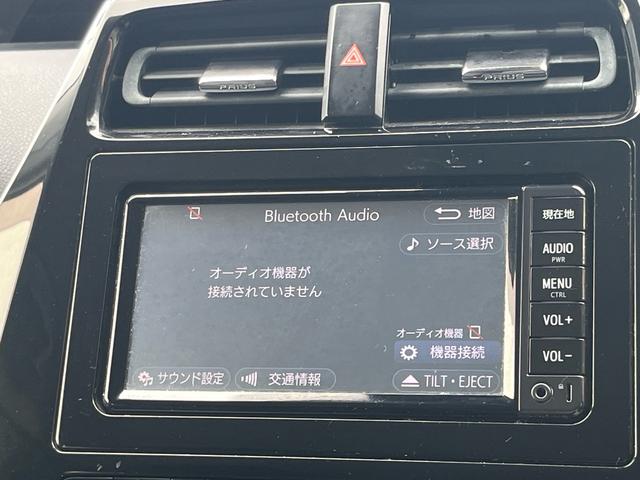 PRIUS
PRIUS
Bluetooth Audio
地図
ソース選択
オーディオ機器が
接続されていません
オーディオ機器
機器接続
サウンド設定
交通情報
TILT・EJECT
現在地
AUDIO
PWR
MENU
CTRL
VOL+
VOL-